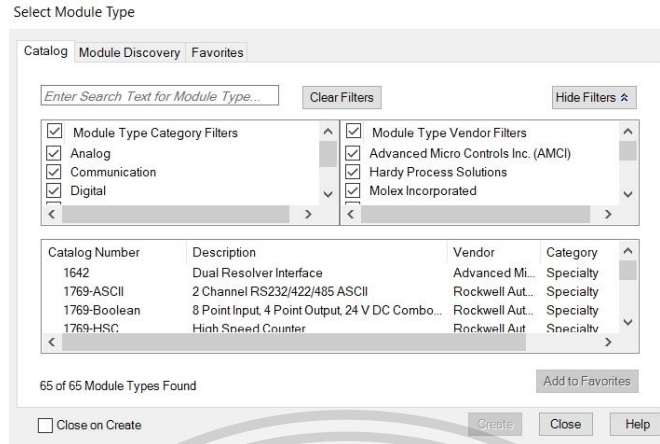 Select Module Type
Catalog Module Discovery Favorites
Enter Search Text for Module Type... Clear Filters Hide Filters
Module Type Category Filters
Analog
Communication
Digital
Module Type Vendor Filters
Advanced Micro Controls Inc. (AMCI)
Hardy Process Solutions
Molex Incorporated
Catalog Number Description Vendor Category
1642 Dual Resolver Interface Advanced Mi... Specialty
1769-ASCII 2 Channel RS232/422/485 ASCII Rockwell Aut... Specialty
1769-Boolean 8 Point Input, 4 Point Output, 24 V DC Combo... Rockwell Aut... Specialty
1769-HSC High Speed Counter Rockwell Aut Specialty
65 of 65 Module Types Found Add to Favorites
Close on Create Create Close Help